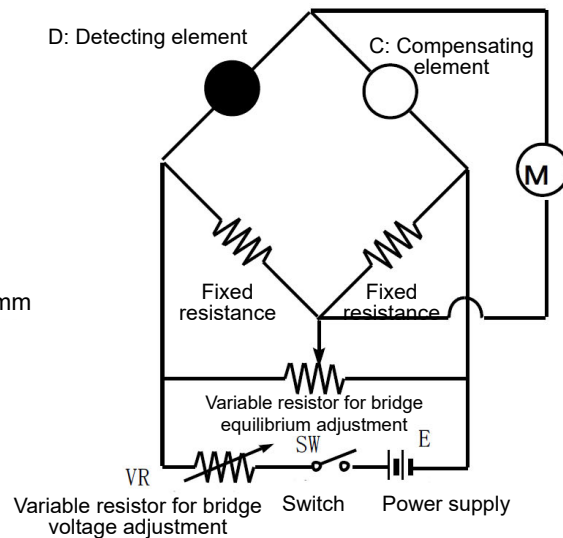 D: Detecting element
C: Compensating
element
M
mm
Fixed
resistance
Fixed
resistance
Variable resistor for bridge
equilibrium adjustment
SW
E
VR
Variable resistor for bridge
voltage adjustment
Switch
Power supply